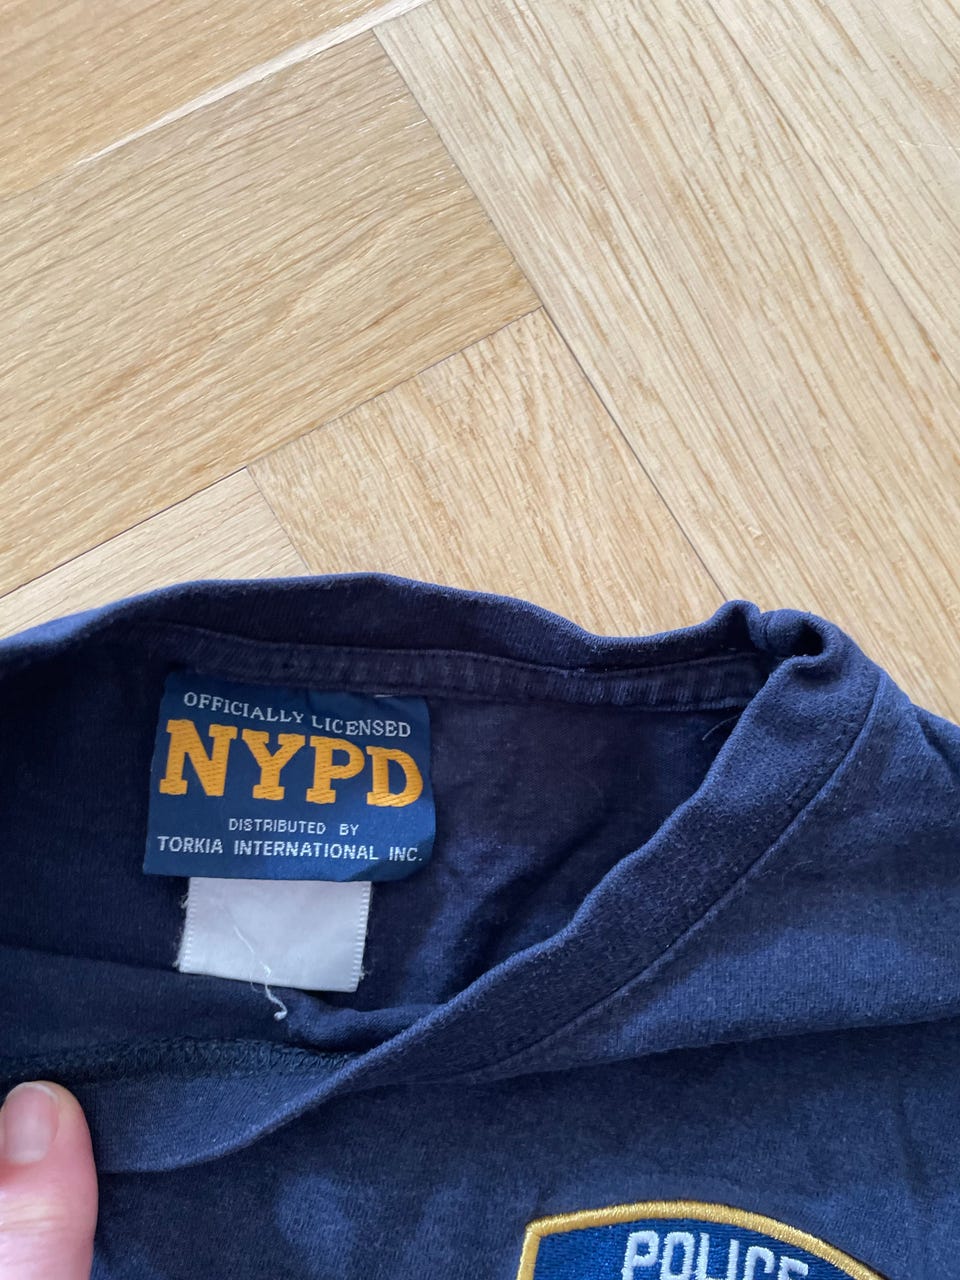 OFFICIALLY LICENSED
NYPD
DISTRIBUTED BY
TORKIA INTERNATIONAL INC.
POLICE